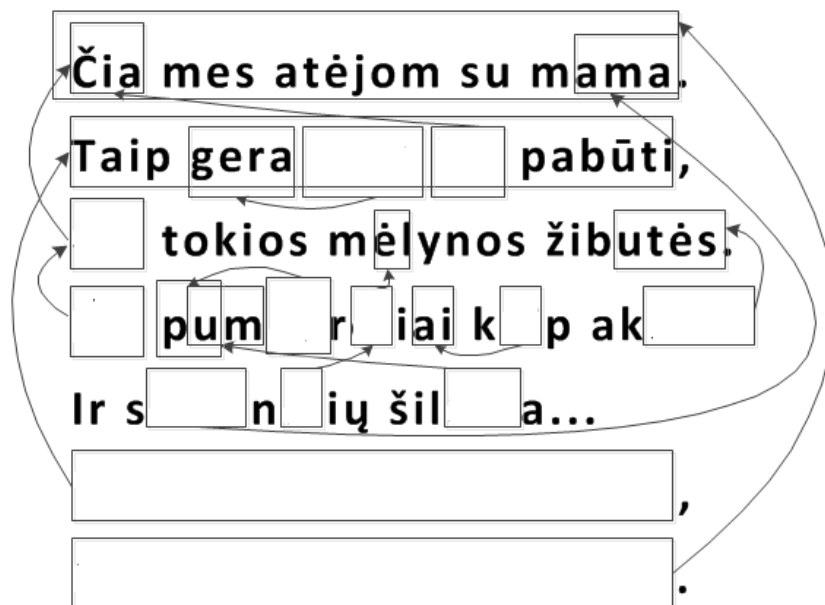 Čia mes atėjom su mama.
Taip gera pabūti,
tokios mėlynos žibutės.
pum r iai k p ak
Ir s n ių šil a...
,
.